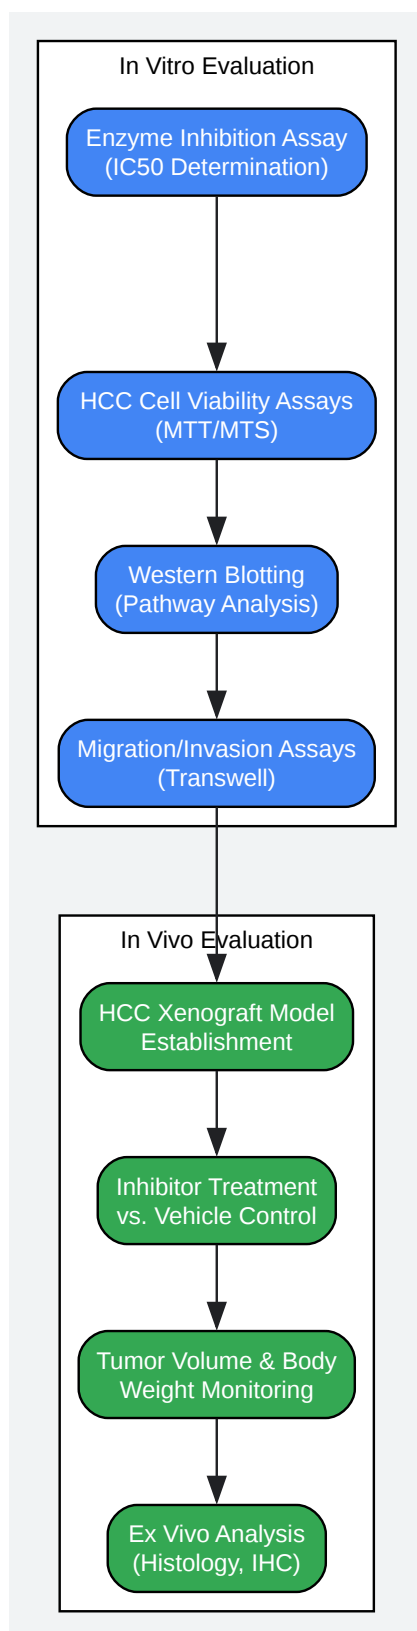 In Vitro Evaluation
Enzyme Inhibition Assay
(IC50 Determination)
HCC Cell Viability Assays
(MTT/MTS)
Western Blotting
(Pathway Analysis)
Migration/Invasion Assays
(Transwell)
In Vivo Evaluation
HCC Xenograft Model
Establishment
Inhibitor Treatment
vs. Vehicle Control
Tumor Volume & Body
Weight Monitoring
Ex Vivo Analysis
(Histology, IHC)